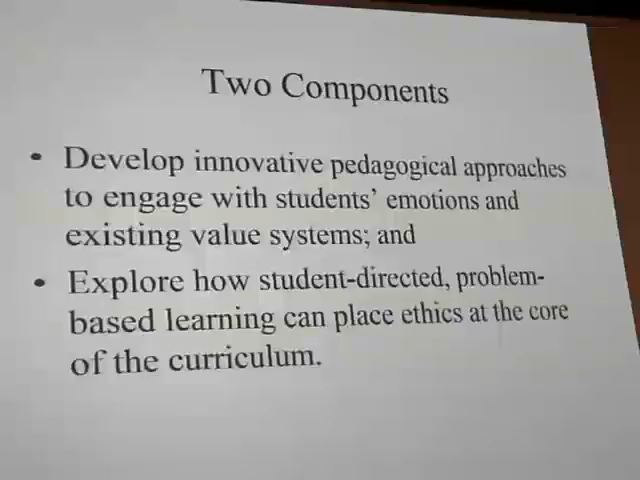 Two Components
• Develop innovative pedagogical approaches
to engage with students’ emotions and
existing value systems; and
• Explore how student-directed, problem-
based learning can place ethics at the core
of the curriculum.